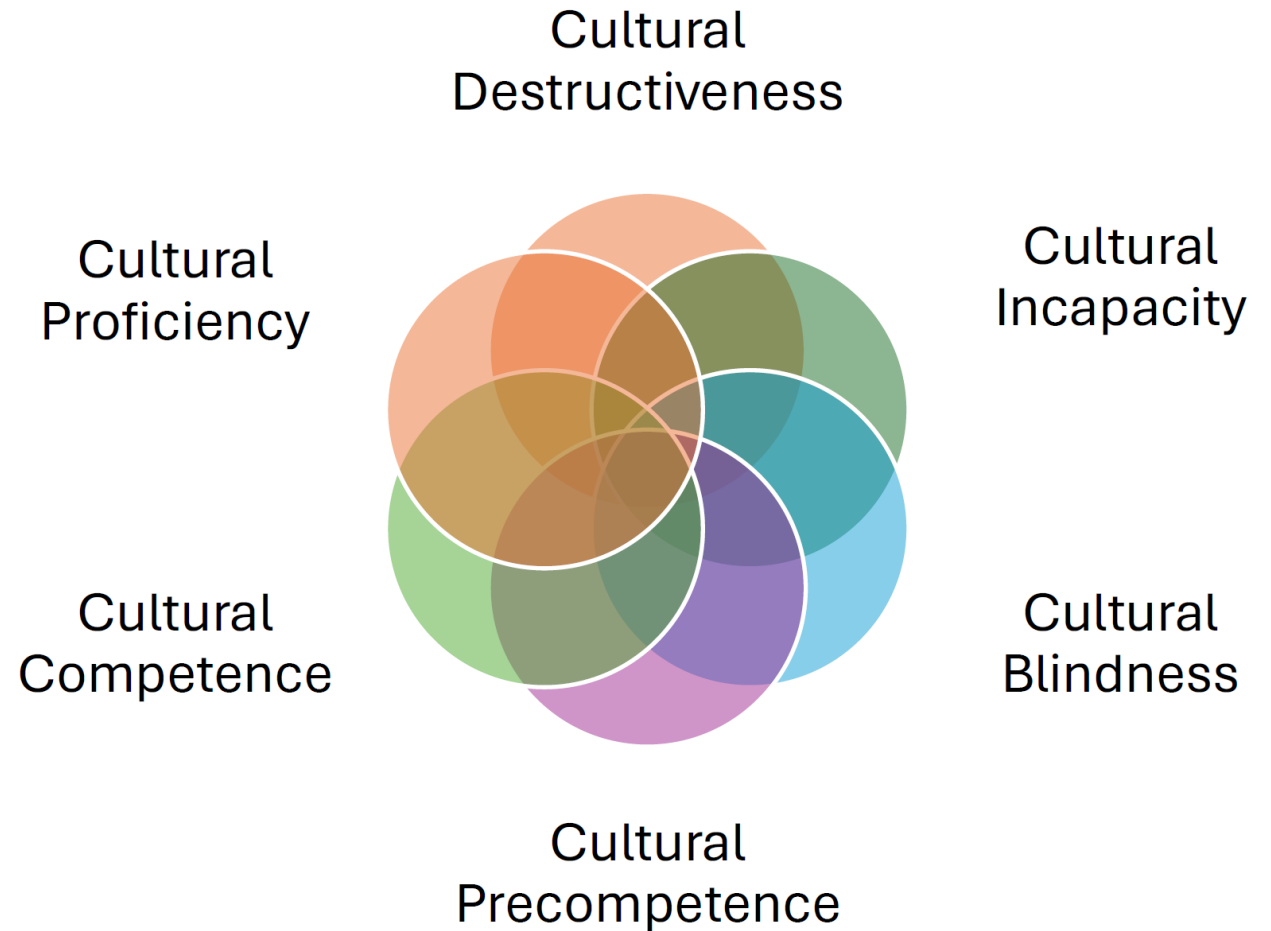 Cultural
Destructiveness
Cultural
Incapacity
Cultural
Blindness
Cultural
Precompetence
Cultural
Competence
Cultural
Proficiency